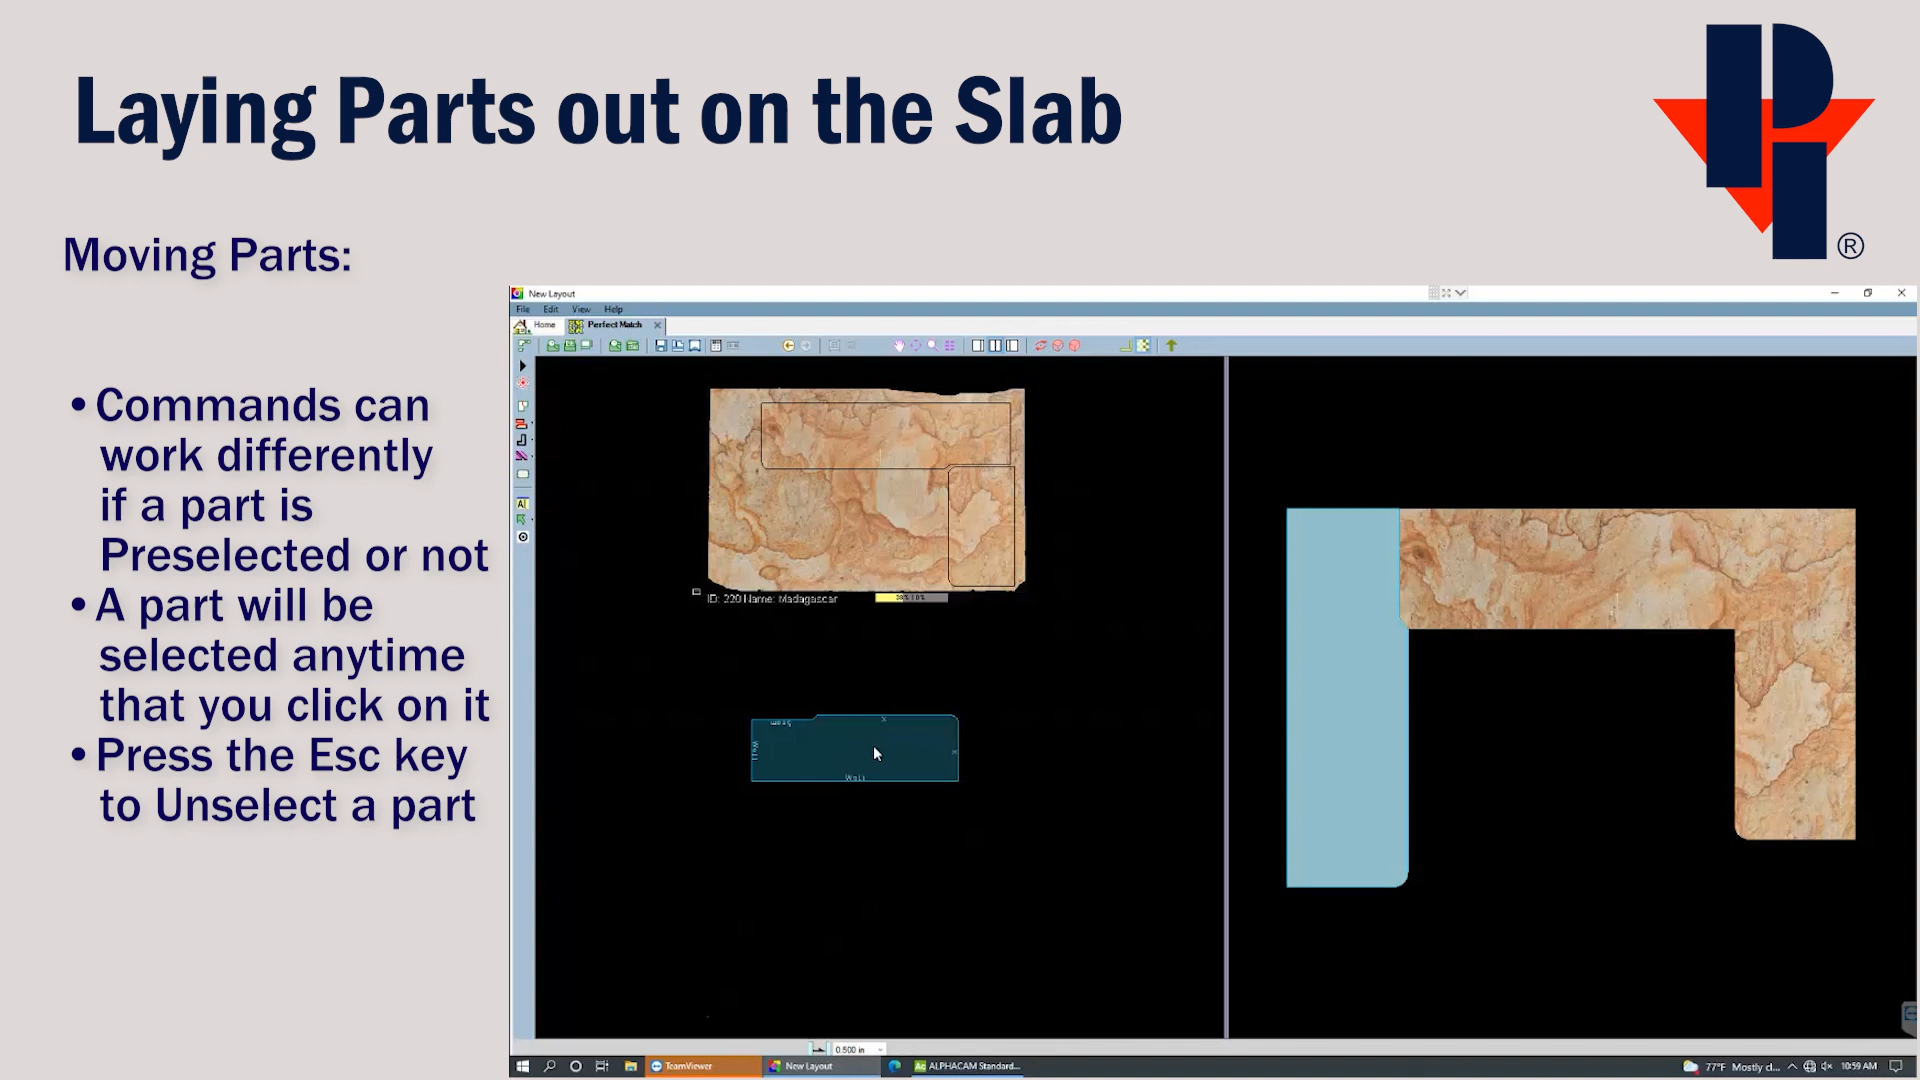 Laying Parts out on the Slab
®
Moving Parts:
•Commands can
work differently
if a part is
Preselected or not
•A part will be
selected anytime
that you click on it
•Press the Esc key
to Unselect a part
New Layout
File Edit View Help
Home Perfect Match
ID: 220 Name: Madagascar
Wall
Wall
0.500 in
TeamViewer New Layout ALPHACAM Standard... 77°F Mostly cl... 10:59 AM